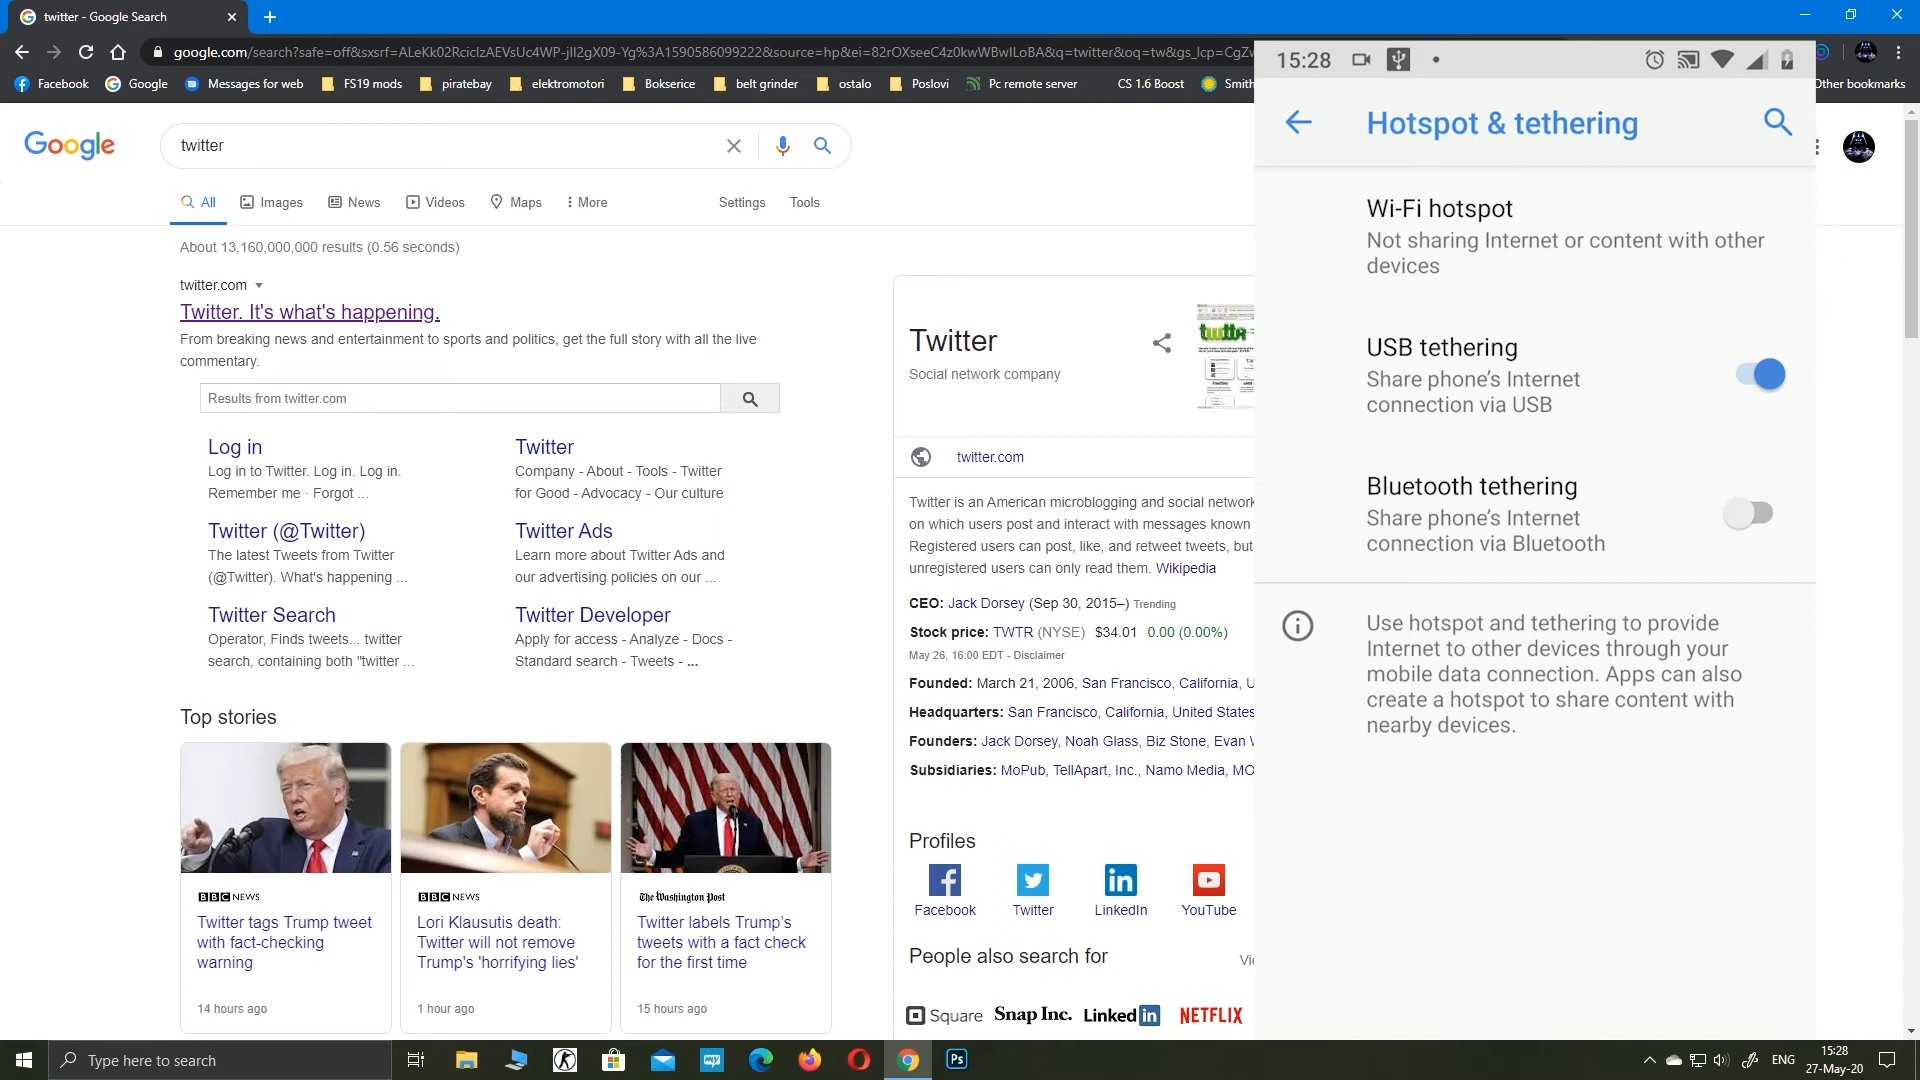 twitter - Google Search
google.com/search?safe=off&sxsrf=ALeKk02RciclzAEVsUc4WP-jIl2gX09-Yg%3A1590586099222&source=hp&ei=82rOXseeC4z0kwWBwILoBA&q=twitter&oq=tw&gs_lcp=CgZ
Facebook
Google
Messages for web
FS19 mods
piratebay
elektromotori
Bokserice
belt grinder
ostalo
Poslovi
Pc remote server
CS 1.6 Boost
Smith
Other bookmarks
Google
twitter
All
Images
News
Videos
Maps
More
Settings
Tools
About 13,160,000,000 results (0.56 seconds)
twitter.com
Twitter. It's what's happening.
From breaking news and entertainment to sports and politics, get the full story with all the live
commentary.
Results from twitter.com
Log in
Log in to Twitter. Log in. Log in.
Remember me · Forgot ...
Twitter
Company - About - Tools - Twitter
for Good - Advocacy - Our culture
Twitter (@Twitter)
The latest Tweets from Twitter
(@Twitter). What's happening ...
Twitter Ads
Learn more about Twitter Ads and
our advertising policies on our ...
Twitter Search
Operator, Finds tweets... twitter
search, containing both "twitter ...
Twitter Developer
Apply for access - Analyze - Docs -
Standard search - Tweets - ...
Top stories
BBC NEWS
Twitter tags Trump tweet
with fact-checking
warning
14 hours ago
BBC NEWS
Lori Klausutis death:
Twitter will not remove
Trump's 'horrifying lies'
1 hour ago
The Washington Post
Twitter labels Trump's
tweets with a fact check
for the first time
15 hours ago
Twitter
Social network company
twttr
twitter.com
Twitter is an American microblogging and social network
on which users post and interact with messages known
Registered users can post, like, and retweet tweets, but
unregistered users can only read them. Wikipedia
CEO: Jack Dorsey (Sep 30, 2015–) Trending
Stock price: TWTR (NYSE) $34.01 0.00 (0.00%)
May 26, 16:00 EDT - Disclaimer
Founded: March 21, 2006, San Francisco, California, U
Headquarters: San Francisco, California, United States
Founders: Jack Dorsey, Noah Glass, Biz Stone, Evan W
Subsidiaries: MoPub, TellApart, Inc., Namo Media, MO
Profiles
Facebook
Twitter
LinkedIn
YouTube
People also search for
Vi
Square
Snap Inc.
Linked in
NETFLIX
15:28
Hotspot & tethering
Wi-Fi hotspot
Not sharing Internet or content with other
devices
USB tethering
Share phone's Internet
connection via USB
Bluetooth tethering
Share phone's Internet
connection via Bluetooth
Use hotspot and tethering to provide
Internet to other devices through your
mobile data connection. Apps can also
create a hotspot to share content with
nearby devices.
Type here to search
my
Ps
ENG
15:28
27-May-20